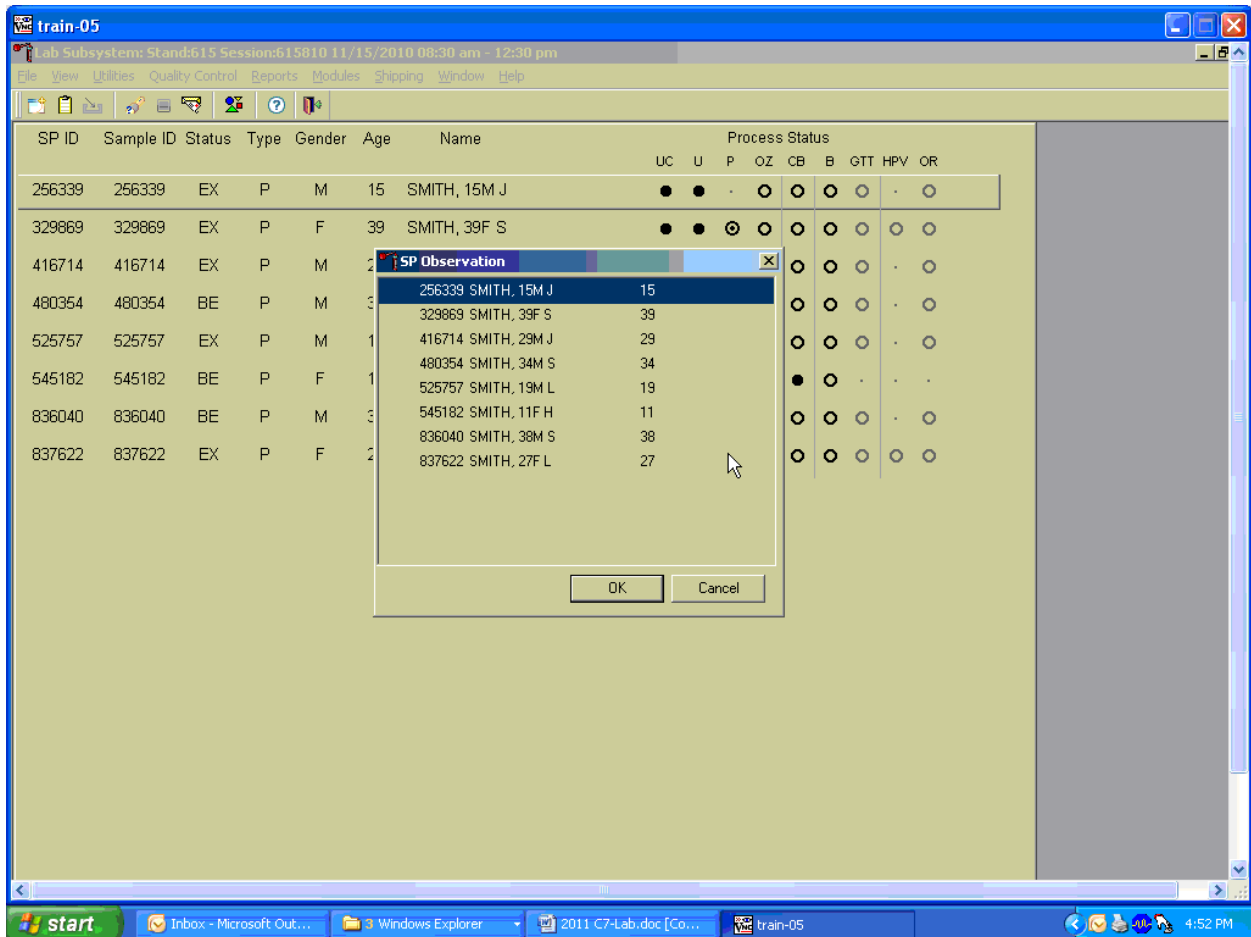 train-05
Lab Subsystem: Stand:615 Session:615810 11/15/2010 08:30 am - 12:30 pm
File View Utilities Quality Control Reports Modules Shipping Window Help
SP ID Sample ID Status Type Gender Age Name Process Status
UC U P OZ CB B GTT HPV OR
256339 256339 EX P M 15 SMITH, 15M J
329869 329869 EX P F 39 SMITH, 39F S
416714 416714 EX P M 2
480354 480354 BE P M 3
525757 525757 EX P M 1
545182 545182 BE P F 1
836040 836040 BE P M 3
837622 837622 EX P F 2
SP Observation
256339 SMITH, 15M J 15
329869 SMITH, 39F S 39
416714 SMITH, 29M J 29
480354 SMITH, 34M S 34
525757 SMITH, 19M L 19
545182 SMITH, 11F H 11
836040 SMITH, 38M S 38
837622 SMITH, 27F L 27
OK Cancel
start Inbox - Microsoft Out... 3 Windows Explorer 2011 C7-Lab.doc [Co... train-05 4:52 PM